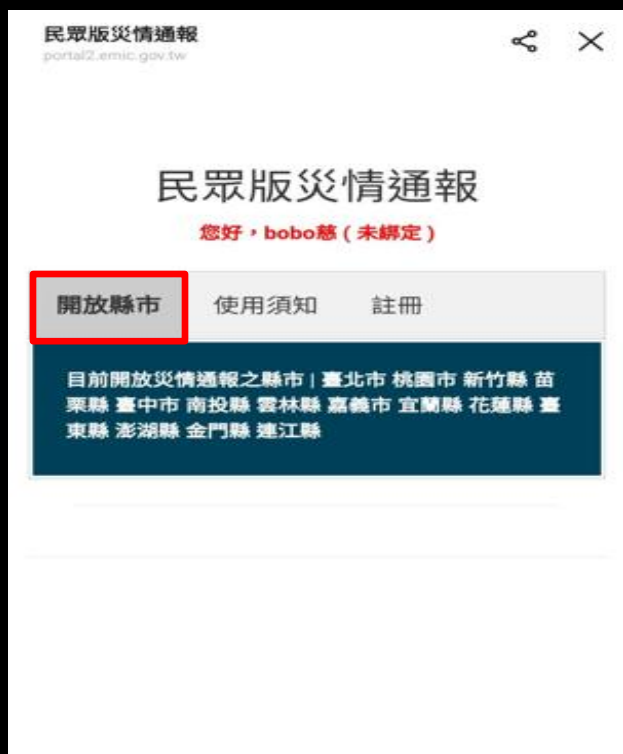 民眾版災情通報
portal2.emic.gov.tw
民眾版災情通報
您好，bobo慈 ( 未綁定 )
開放縣市 使用須知 註冊
目前開放災情通報之縣市 | 臺北市 桃園市 新竹縣 苗
栗縣 臺中市 南投縣 雲林縣 嘉義市 宜蘭縣 花蓮縣 臺
東縣 澎湖縣 金門縣 連江縣